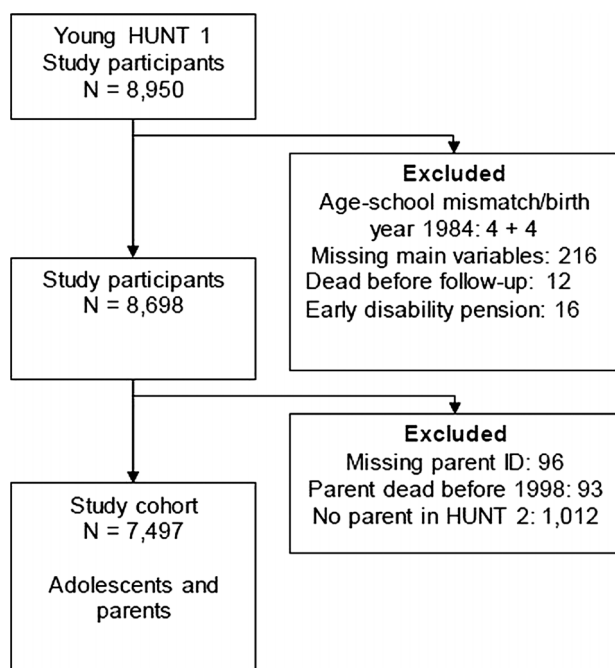 Young HUNT 1
Study participants
N = 8,950
Excluded
Age-school mismatch/birth
year 1984: 4 + 4
Missing main variables: 216
Dead before follow-up: 12
Early disability pension: 16
Study participants
N = 8,698
Excluded
Missing parent ID: 96
Parent dead before 1998: 93
No parent in HUNT 2: 1,012
Study cohort
N = 7,497
Adolescents and
parents